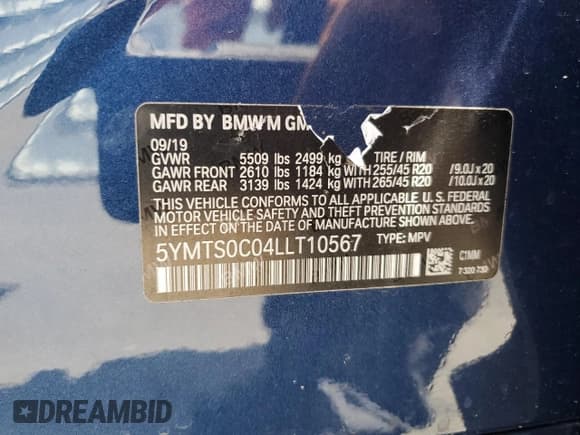 MFD BY BMW M GM
09/19
GVWR 5509 lbs 2499 kg TIRE / RIM
GAWR FRONT 2610 lbs 1184 kg WITH 255/45 R20 /9.0J x 20
GAWR REAR 3139 lbs 1424 kg WITH 265/45 R20 /10.0J x 20
THIS VEHICLE CONFORMS TO ALL APPLICABLE U.S. FEDERAL
MOTOR VEHICLE SAFETY, BUMPER AND THEFT PREVENTION
STANDARDS IN EFFECT ON THE DATE OF MANUFACTURE SHOWN ABOVE.
5YMTS0C04LLT10567 TYPE: MPV
C1MM
DREAMBID